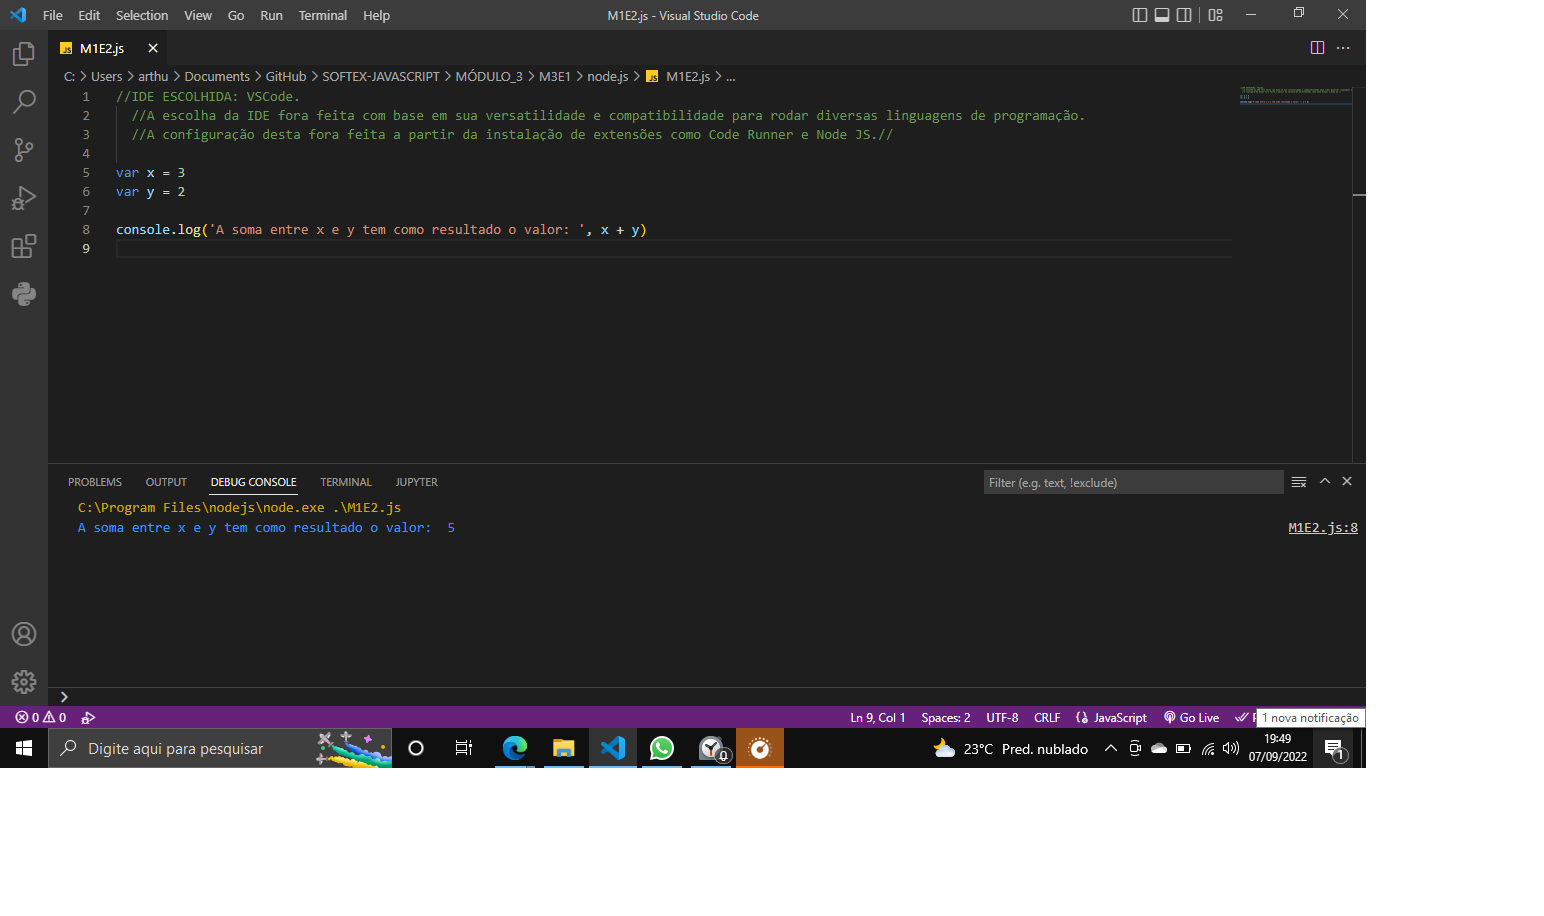 File Edit Selection View Go Run Terminal Help M1E2.js - Visual Studio Code
JS M1E2.js
C: > Users > arthu > Documents > GitHub > SOFTEX-JAVASCRIPT > MÓDULO_3 > M3E1 > node.js > JS M1E2.js > ...
1 //IDE ESCOLHIDA: VSCode.
2 //A escolha da IDE fora feita com base em sua versatilidade e compatibilidade para rodar diversas linguagens de programação.
3 //A configuração desta fora feita a partir da instalação de extensões como Code Runner e Node JS.//
4
5 var x = 3
6 var y = 2
7
8 console.log('A soma entre x e y tem como resultado o valor: ', x + y)
9
PROBLEMS OUTPUT DEBUG CONSOLE TERMINAL JUPYTER Filter (e.g. text, !exclude)
C:\Program Files\nodejs\node.exe .\M1E2.js
A soma entre x e y tem como resultado o valor:  5 M1E2.js:8
0 0 Ln 9, Col 1 Spaces: 2 UTF-8 CRLF JavaScript Go Live 1 nova notificação
Digite aqui para pesquisar 0 23°C Pred. nublado 19:49 1
07/09/2022